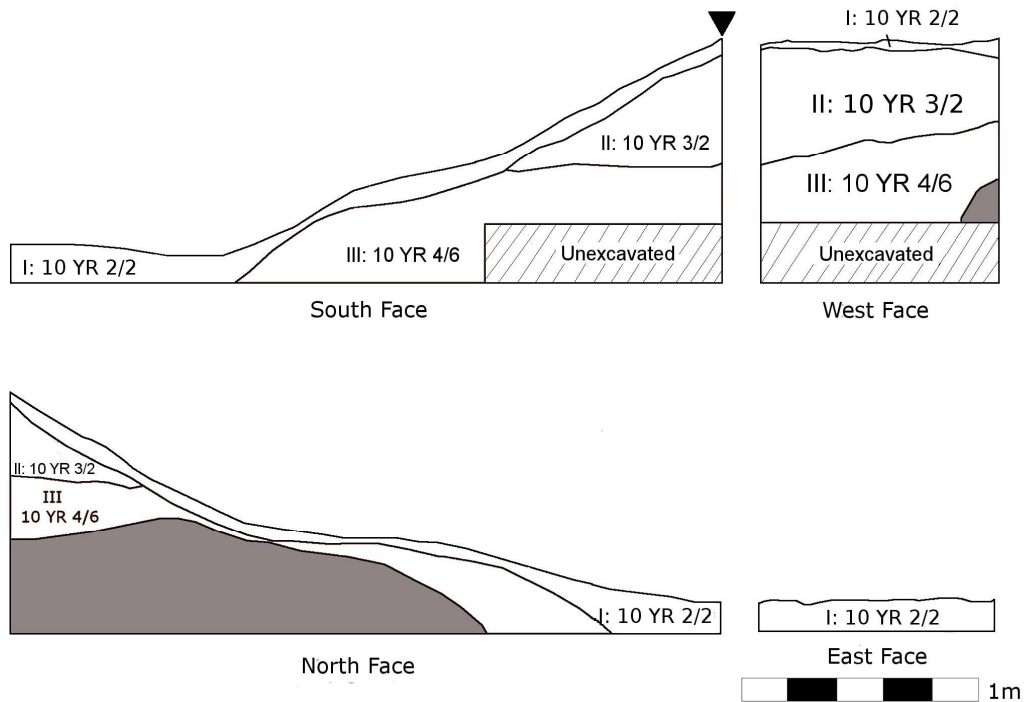 I: 10 YR 2/2
II: 10 YR 3/2
II: 10 YR 3/2
III: 10 YR 4/6
III: 10 YR 4/6
Unexcavated
Unexcavated
I: 10 YR 2/2
South Face
West Face
II: 10 YR 3/2
III
10 YR 4/6
I: 10 YR 2/2
I: 10 YR 2/2
North Face
East Face
1m